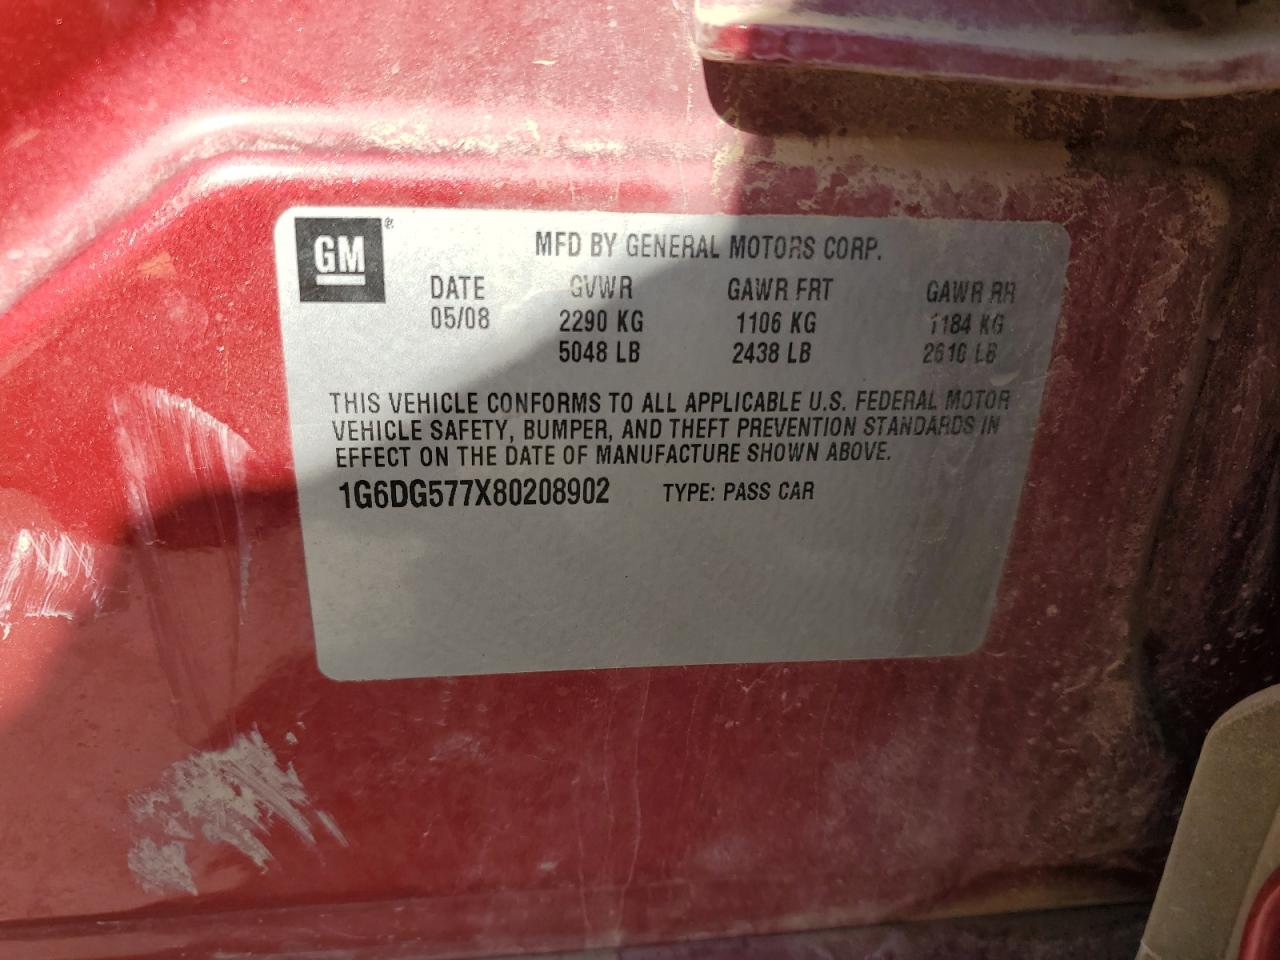 GM ®
MFD BY GENERAL MOTORS CORP.
DATE GVWR GAWR FRT GAWR RR
05/08 2290 KG 1106 KG 1184 KG
5048 LB 2438 LB 2610 LB
THIS VEHICLE CONFORMS TO ALL APPLICABLE U.S. FEDERAL MOTOR
VEHICLE SAFETY, BUMPER, AND THEFT PREVENTION STANDARDS IN
EFFECT ON THE DATE OF MANUFACTURE SHOWN ABOVE.
1G6DG577X80208902 TYPE: PASS CAR